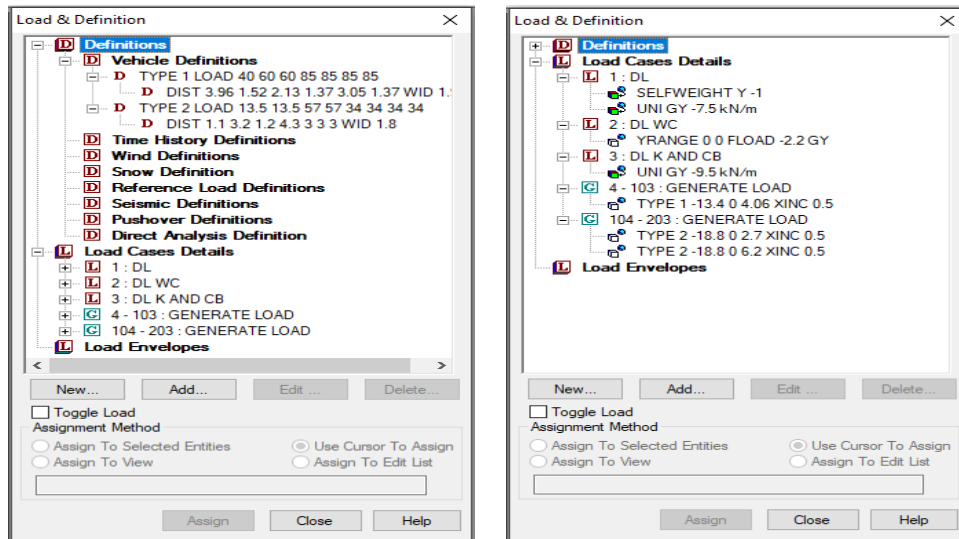 Load & Definition
Definitions
Vehicle Definitions
TYPE 1 LOAD 40 60 60 85 85 85 85
DIST 3.96 1.52 2.13 1.37 3.05 1.37 WID 1.
TYPE 2 LOAD 13.5 13.5 57 57 34 34 34 34
DIST 1.1 3.2 1.2 4.3 3 3 3 WID 1.8
Time History Definitions
Wind Definitions
Snow Definition
Reference Load Definitions
Seismic Definitions
Pushover Definitions
Direct Analysis Definition
Load Cases Details
1 : DL
2 : DL WC
3 : DL K AND CB
4 - 103 : GENERATE LOAD
104 - 203 : GENERATE LOAD
Load Envelopes
New...
Add...
Edit ...
Delete...
Toggle Load
Assignment Method
Assign To Selected Entities
Use Cursor To Assign
Assign To View
Assign To Edit List
Assign
Close
Help
Load & Definition
Definitions
Load Cases Details
1 : DL
SELFWEIGHT Y -1
UNI GY -7.5 kN/m
2 : DL WC
YRANGE 0 0 FLOAD -2.2 GY
3 : DL K AND CB
UNI GY -9.5 kN/m
4 - 103 : GENERATE LOAD
TYPE 1 -13.4 0 4.06 XINC 0.5
104 - 203 : GENERATE LOAD
TYPE 2 -18.8 0 2.7 XINC 0.5
TYPE 2 -18.8 0 6.2 XINC 0.5
Load Envelopes
New...
Add...
Edit ...
Delete...
Toggle Load
Assignment Method
Assign To Selected Entities
Use Cursor To Assign
Assign To View
Assign To Edit List
Assign
Close
Help